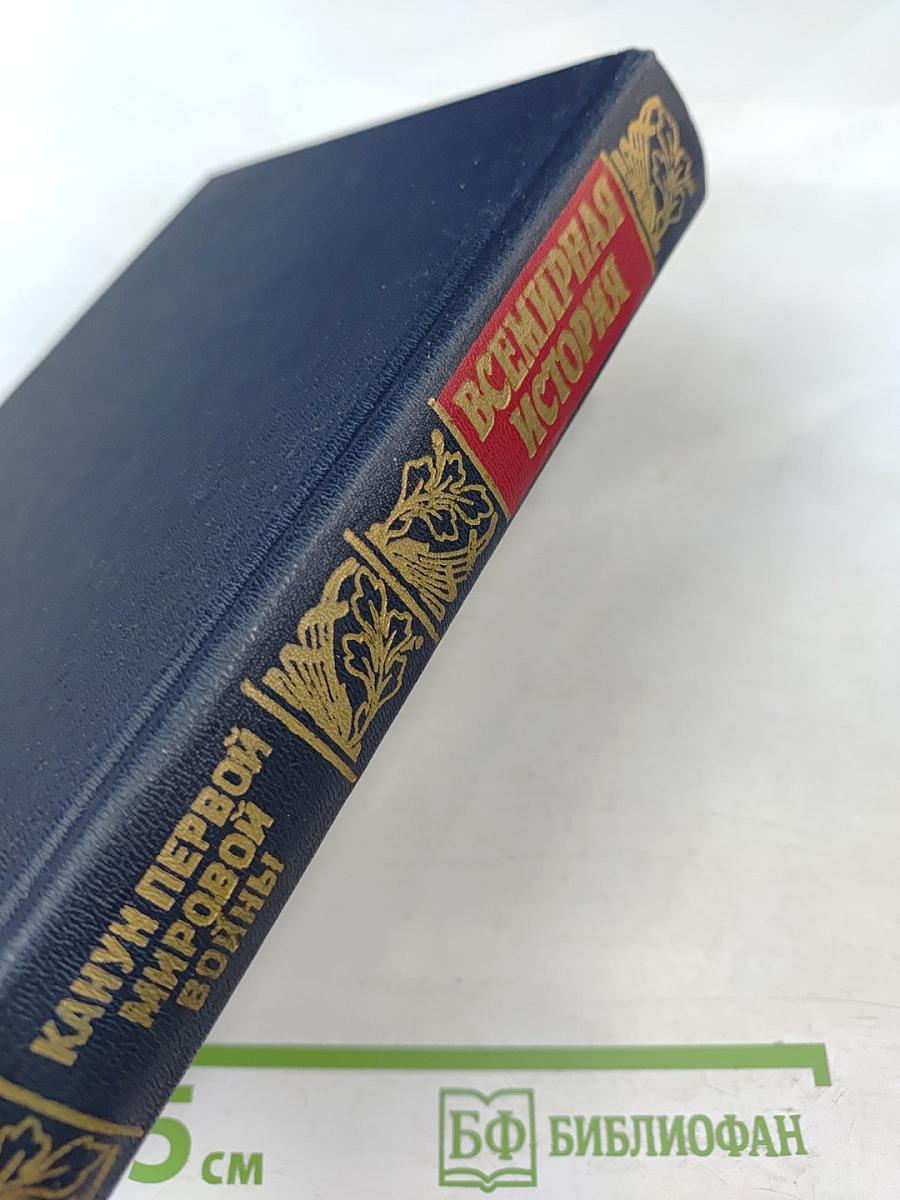 ВСЕМИРНАЯ
ИСТОРИЯ
КАНУН ПЕРВОЙ
МИРОВОЙ
ВОЙНЫ
5 см
БФ БИБЛИОФАН